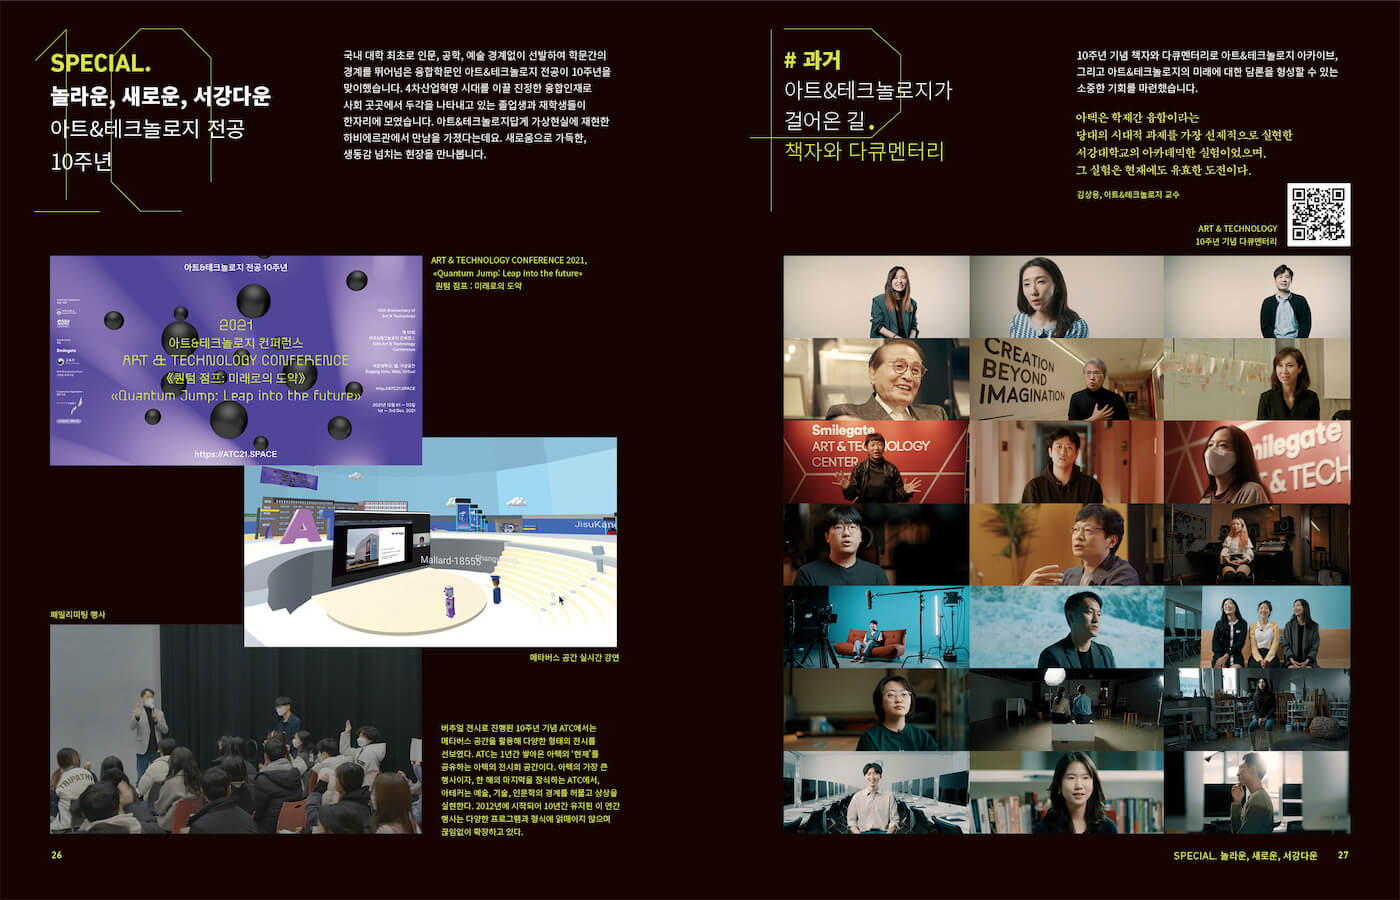 SPECIAL.
놀라운, 새로운, 서강다운
아트&테크놀로지 전공
10주년
국내 대학 최초로 인문, 공학, 예술 경계없이 선발하여 학문간의
경계를 뛰어넘은 융합학문인 아트&테크놀로지 전공이 10주년을
맞이했습니다. 4차산업혁명 시대를 이끌 진정한 융합인재로
사회 곳곳에서 두각을 나타내고 있는 졸업생과 재학생들이
한자리에 모였습니다. 아트&테크놀로지답게 가상현실에 재현한
하비에르관에서 만남을 가졌다는데요. 새로움으로 가득한,
생동감 넘치는 현장을 만나봅니다.
아트&테크놀로지 전공 10주년
2021
아트&테크놀로지 컨퍼런스
ART & TECHNOLOGY CONFERENCE
《퀀텀 점프: 미래로의 도약》
«Quantum Jump: Leap into the future»
https://ATC21.SPACE
Smilegate
10th Anniversary of
Art & Technology
http://ATC21.SPACE
1st — 3rd Dec. 2021
ART & TECHNOLOGY CONFERENCE 2021,
«Quantum Jump: Leap into the future»
퀀텀 점프 : 미래로의 도약
A
JisuKan
Mallard-18555
메타버스 공간 실시간 강연
패밀리미팅 행사
버추얼 전시로 진행된 10주년 기념 ATC에서는
메타버스 공간을 활용해 다양한 형태의 전시를
선보였다. ATC는 1년간 쌓아온 아텍의 '현재'를
공유하는 아텍의 전시회 공간이다. 아텍의 가장 큰
행사이자, 한 해의 마지막을 장식하는 ATC에서,
아테커는 예술, 기술, 인문학의 경계를 허물고 상상을
실현한다. 2012년에 시작되어 10년간 유지된 이 연간
행사는 다양한 프로그램과 형식에 얽매이지 않으며
끊임없이 확장하고 있다.
26
# 과거
아트&테크놀로지가
걸어온 길.
책자와 다큐멘터리
10주년 기념 책자와 다큐멘터리로 아트&테크놀로지 아카이브,
그리고 아트&테크놀로지의 미래에 대한 담론을 형성할 수 있는
소중한 기회를 마련했습니다.
아텍은 학제간 융합이라는
당대의 시대적 과제를 가장 선제적으로 실현한
서강대학교의 아카데믹한 실험이었으며,
그 실험은 현재에도 유효한 도전이다.
김상용, 아트&테크놀로지 교수
ART & TECHNOLOGY
10주년 기념 다큐멘터리
CREATION
BEYOND
IMAGINATION
Smilegate
ART & TECHNOLOGY
CENTER
milegate
& TECH
SPECIAL. 놀라운, 새로운, 서강다운
27